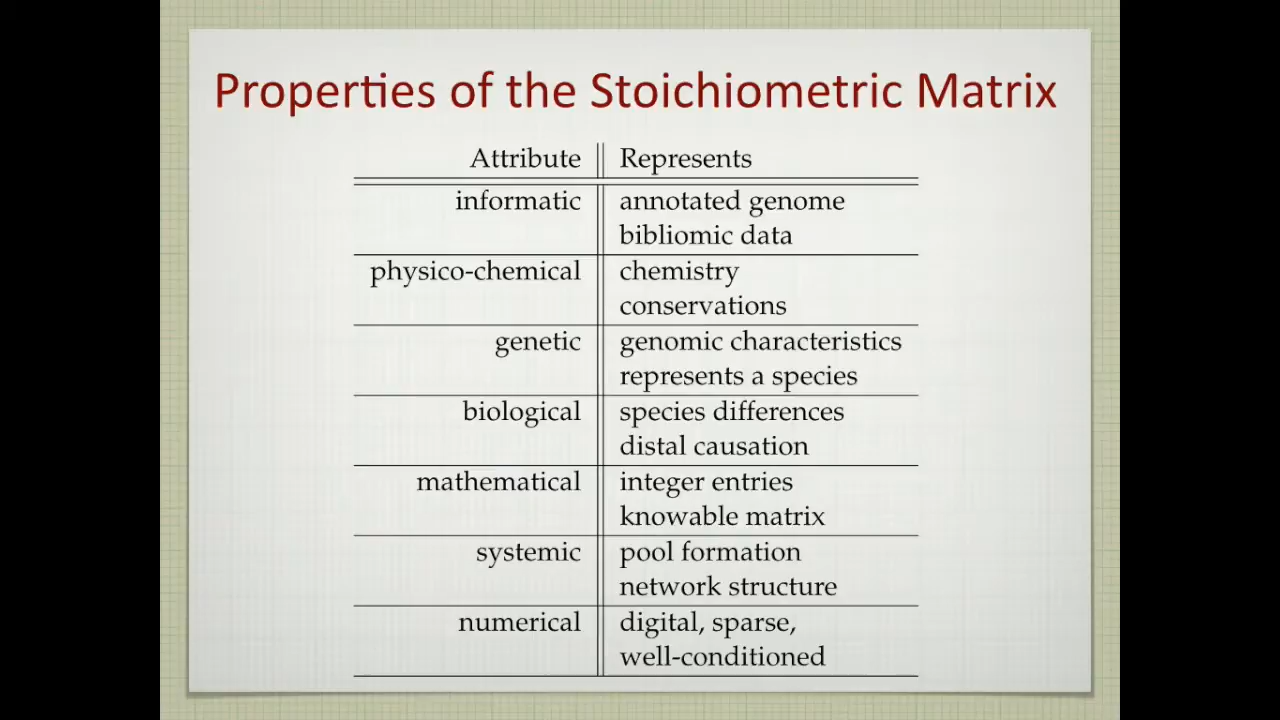 Properties of the Stoichiometric Matrix
Attribute Represents
informatic annotated genome
bibliomic data
physico-chemical chemistry
conservations
genetic genomic characteristics
represents a species
biological species differences
distal causation
mathematical integer entries
knowable matrix
systemic pool formation
network structure
numerical digital, sparse,
well-conditioned